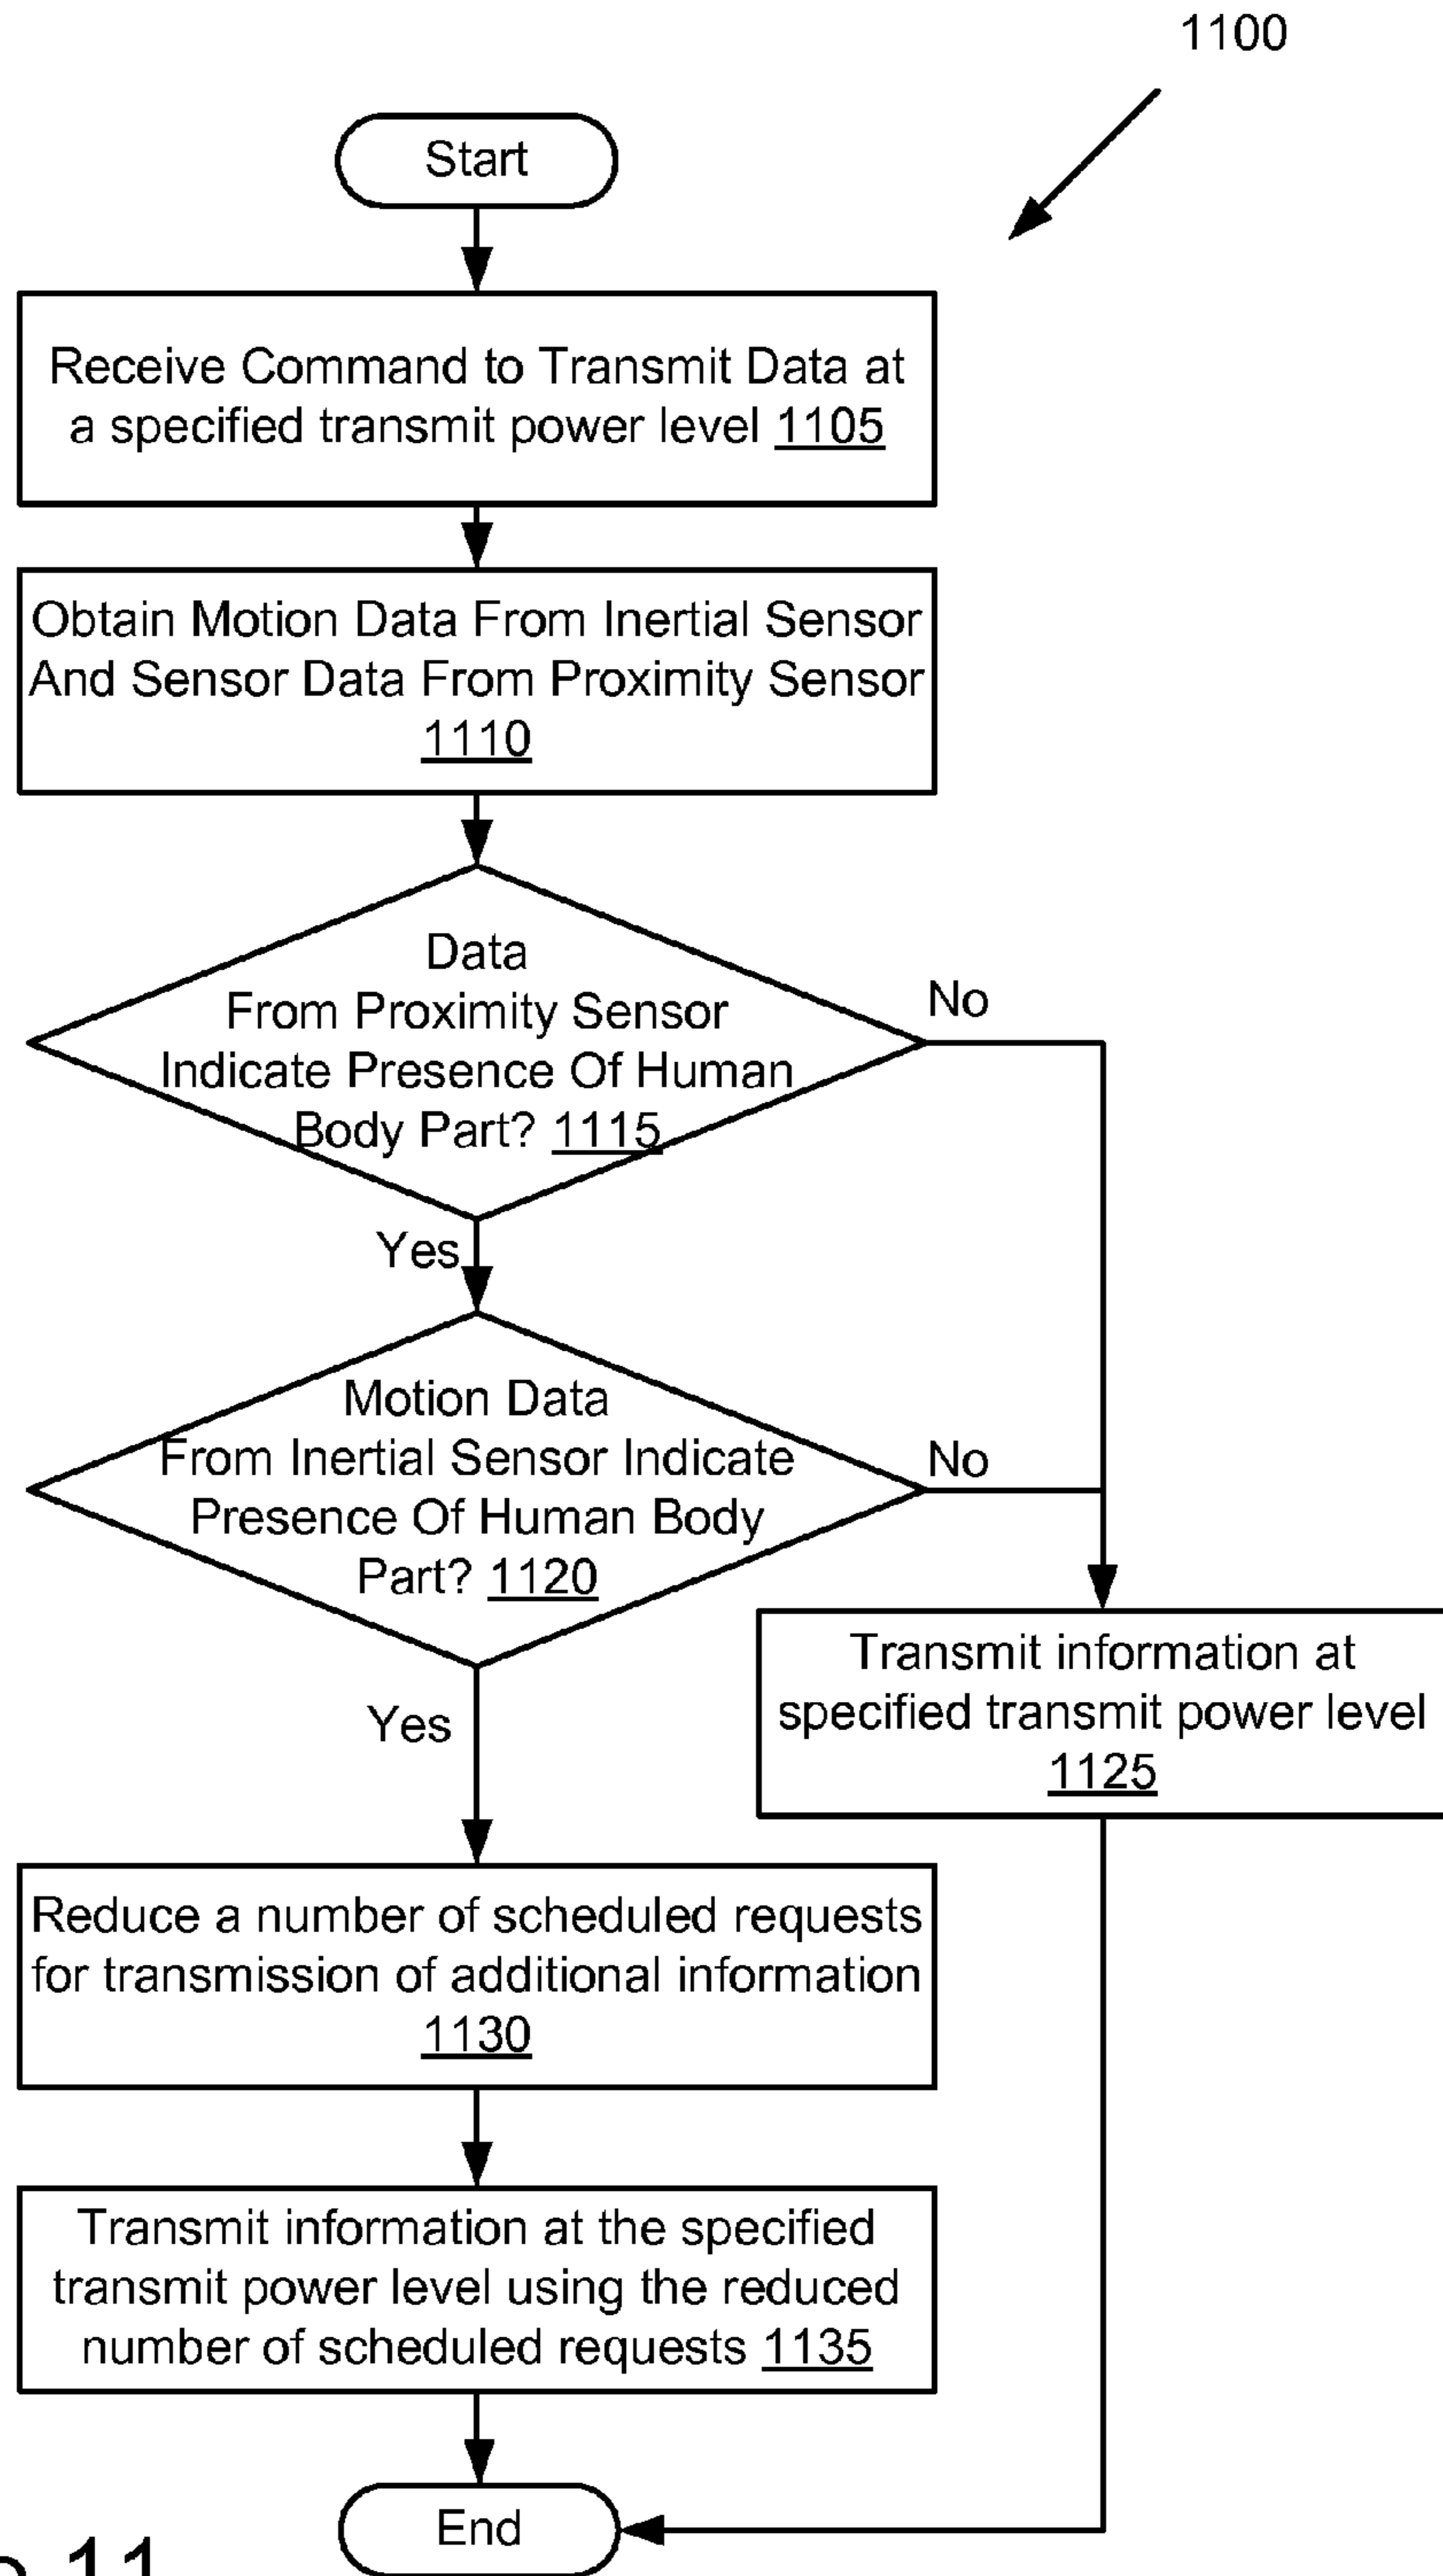 1100
Start
Receive Command to Transmit Data at
a specified transmit power level 1105
Obtain Motion Data From Inertial Sensor
And Sensor Data From Proximity Sensor
1110
Data
From Proximity Sensor
Indicate Presence Of Human
Body Part? 1115
No
Yes
Motion Data
From Inertial Sensor Indicate
Presence Of Human Body
Part? 1120
No
Yes
Transmit information at
specified transmit power level
1125
Reduce a number of scheduled requests
for transmission of additional information
1130
Transmit information at the specified
transmit power level using the reduced
number of scheduled requests 1135
End
11